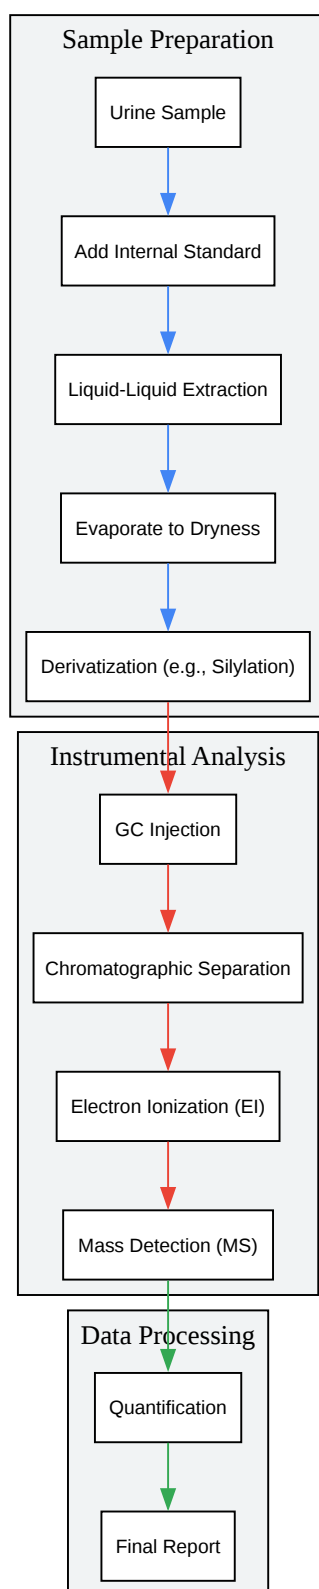 Sample Preparation
Urine Sample
Add Internal Standard
Liquid-Liquid Extraction
Evaporate to Dryness
Derivatization (e.g., Silylation)
Instrumental Analysis
GC Injection
Chromatographic Separation
Electron Ionization (EI)
Mass Detection (MS)
Data Processing
Quantification
Final Report